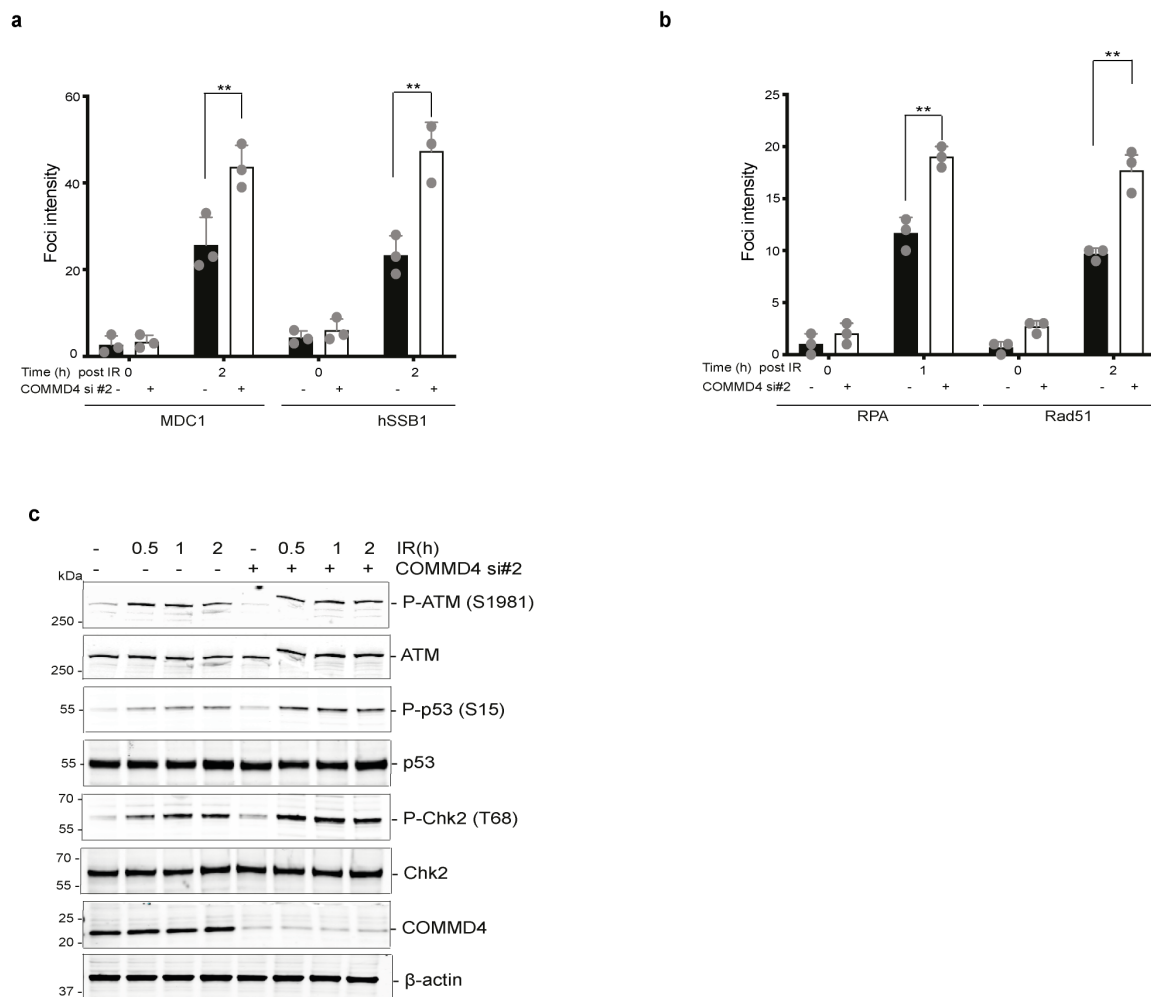 a
**
**
60
40
20
0
Foci intensity
Time (h) post IR 0 2 0 2
COMMD4 si #2 - + - + - + - +
MDC1 hSSB1
b
**
**
25
20
15
10
5
0
Foci intensity
Time (h) post IR 0 1 0 2
COMMD4 si#2 - + - + - + - +
RPA Rad51
c
- 0.5 1 2 - 0.5 1 2 IR(h)
- - - - + + + + COMMD4 si#2
kDa
- P-ATM (S1981)
250 -
- ATM
250 -
55 - - P-p53 (S15)
55 - - p53
70 -
- P-Chk2 (T68)
55 -
70 -
- Chk2
55 -
25 -
- COMMD4
20 -
- β-actin
37 -